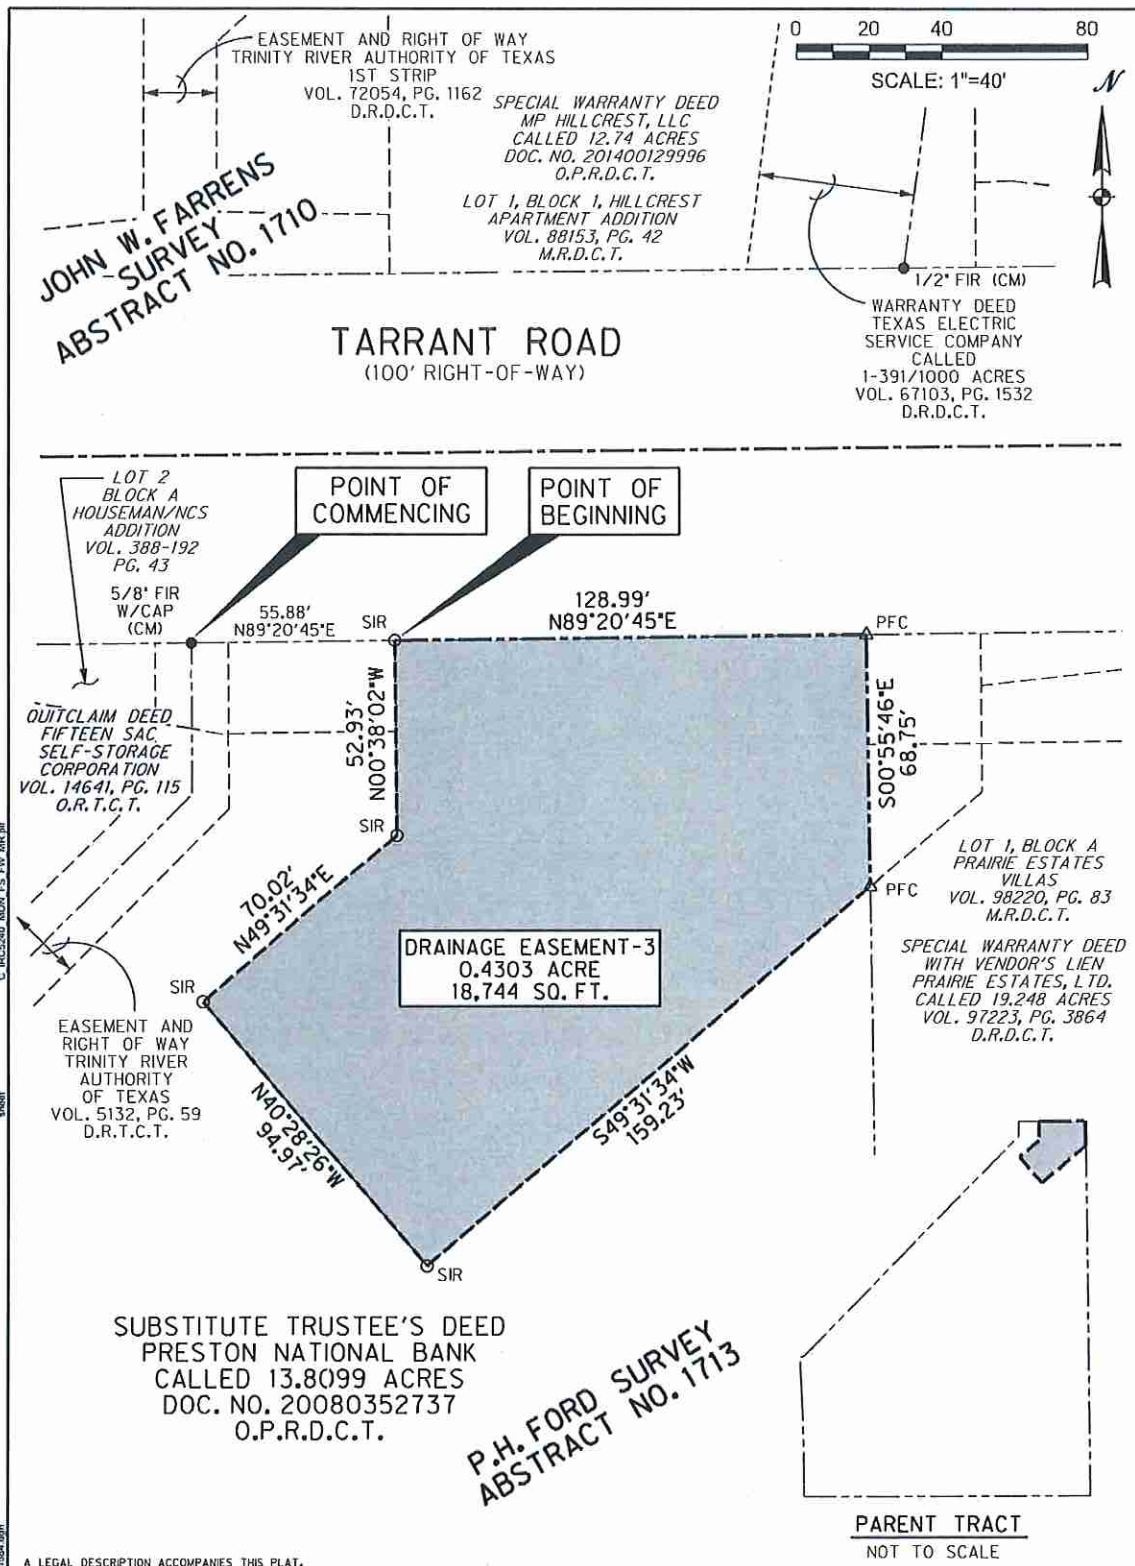 EASEMENT AND RIGHT OF WAY
TRINITY RIVER AUTHORITY OF TEXAS
1ST STRIP
VOL. 72054, PG. 1162
D.R.D.C.T.
SPECIAL WARRANTY DEED
MP HILLCREST, LLC
CALLED 12.74 ACRES
DOC. NO. 201400129996
O.P.R.D.C.T.
LOT 1, BLOCK 1, HILLCREST
APARTMENT ADDITION
VOL. 88153, PG. 42
M.R.D.C.T.
0 20 40 80
SCALE: 1"=40'
N
JOHN W. FARRENS
SURVEY
ABSTRACT NO. 1710
1/2" FIR (CM)
WARRANTY DEED
TEXAS ELECTRIC
SERVICE COMPANY
CALLED
1-391/1000 ACRES
VOL. 67103, PG. 1532
D.R.D.C.T.
TARRANT ROAD
(100' RIGHT-OF-WAY)
LOT 2
BLOCK A
HOUSEMAN/NCS
ADDITION
VOL. 388-192
PG. 43
POINT OF
COMMENCING
POINT OF
BEGINNING
5/8" FIR
W/CAP
(CM)
55.88'
N89°20'45"E
SIR
128.99'
N89°20'45"E
PFC
QUITCLAIM DEED
FIFTEEN SAC
SELF-STORAGE
CORPORATION
VOL. 14641, PG. 115
O.R.T.C.T.
52.93'
N00°38'02"W
SIR
S00°55'46"E
68.75'
PFC
LOT 1, BLOCK A
PRAIRIE ESTATES
VILLAS
VOL. 98220, PG. 83
M.R.D.C.T.
SPECIAL WARRANTY DEED
WITH VENDOR'S LIEN
PRAIRIE ESTATES, LTD.
CALLED 19.248 ACRES
VOL. 97223, PG. 3864
D.R.D.C.T.
70.02'
N49°31'34"E
SIR
DRAINAGE EASEMENT-3
0.4303 ACRE
18,744 SQ. FT.
EASEMENT AND
RIGHT OF WAY
TRINITY RIVER
AUTHORITY
OF TEXAS
VOL. 5132, PG. 59
D.R.T.C.T.
N40°28'26"W
94.97'
S49°31'34"W
159.23'
SIR
SUBSTITUTE TRUSTEE'S DEED
PRESTON NATIONAL BANK
CALLED 13.8099 ACRES
DOC. NO. 20080352737
O.P.R.D.C.T.
P.H. FORD SURVEY
ABSTRACT NO. 1713
PARENT TRACT
NOT TO SCALE
A LEGAL DESCRIPTION ACCOMPANIES THIS PLAT.